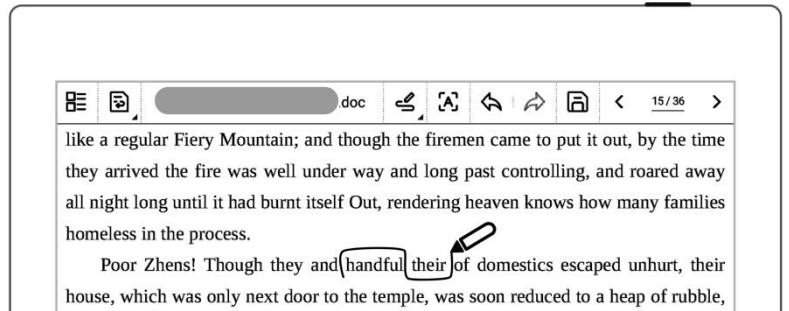 .doc
15 / 36
like a regular Fiery Mountain; and though the firemen came to put it out, by the time
they arrived the fire was well under way and long past controlling, and roared away
all night long until it had burnt itself Out, rendering heaven knows how many families
homeless in the process.
Poor Zhens! Though they and handful their of domestics escaped unhurt, their
house, which was only next door to the temple, was soon reduced to a heap of rubble,